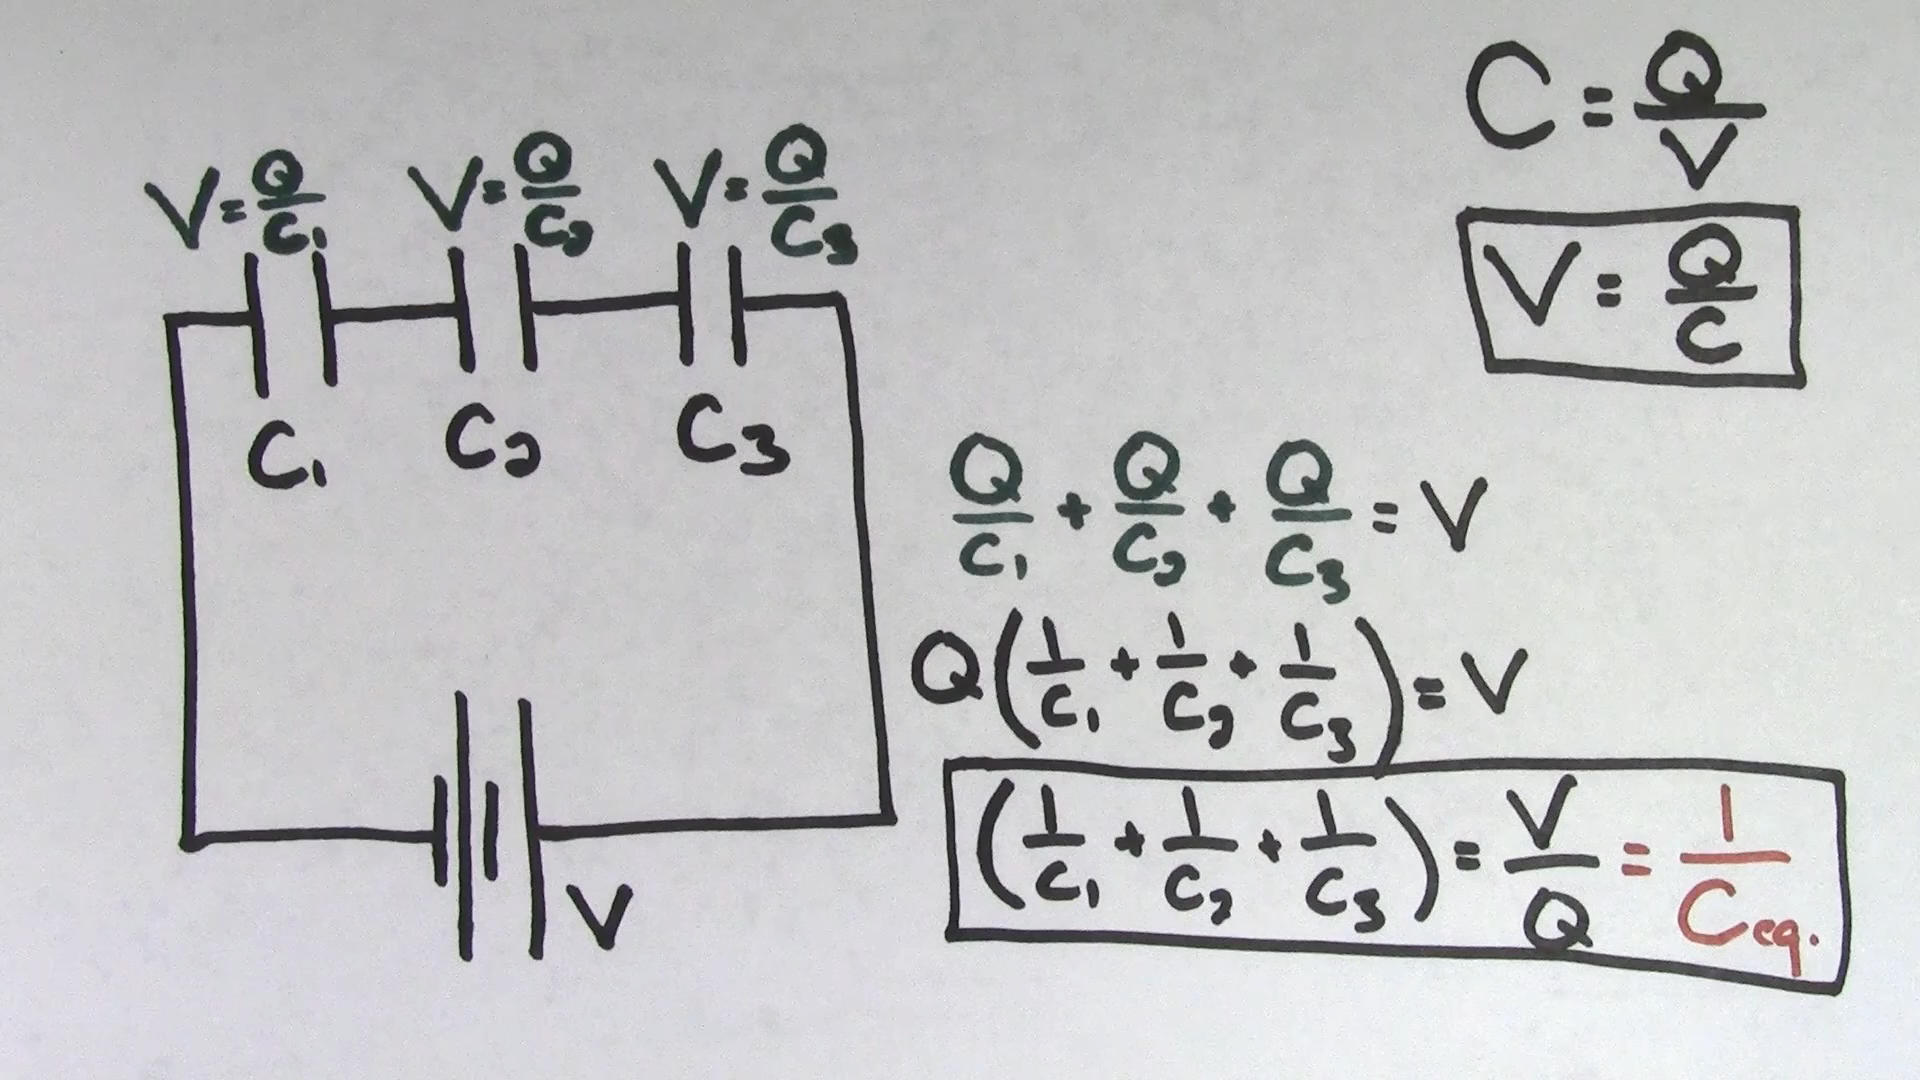 C = Q/V
V = Q/C₁ V = Q/C₂ V = Q/C₃
V = Q/C
C₁ C₂ C₃
Q/C₁ + Q/C₂ + Q/C₃ = V
Q(1/C₁ + 1/C₂ + 1/C₃) = V
(1/C₁ + 1/C₂ + 1/C₃) = V/Q = 1/Ceq.
V